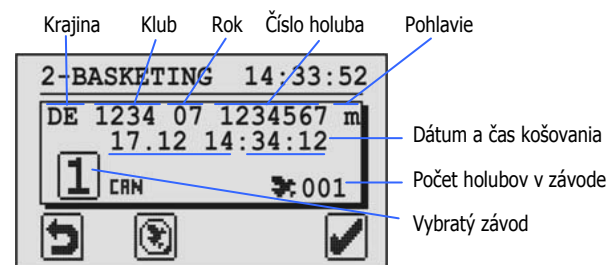 Krajina Klub Rok Číslo holuba Pohlavie
2-BASKETING 14:33:52
DE 1234 07 1234567 m
17.12 14:34:12
Dátum a čas košovania
1 CAN 001
Počet holubov v závode
Vybratý závod